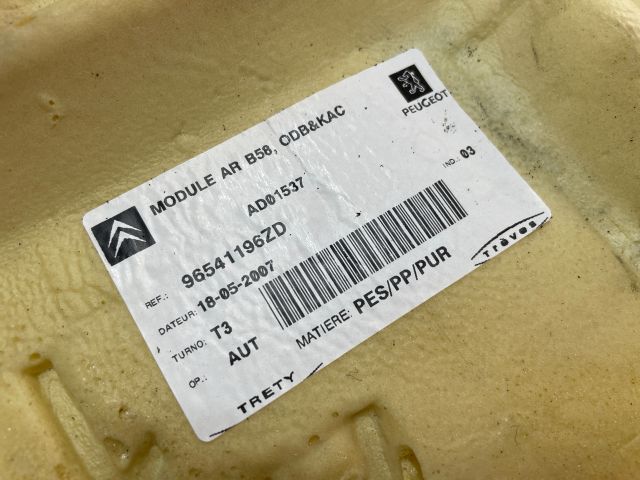 MODULE AR B58, ODB&KAC
PEUGEOT
AD01537
IND.: 03
REF.: 96541196ZD
DATEUR: 18-05-2007
TURNO: T3
OP.: AUT
MATIERE: PES/PP/PUR
TRETY
Trèves